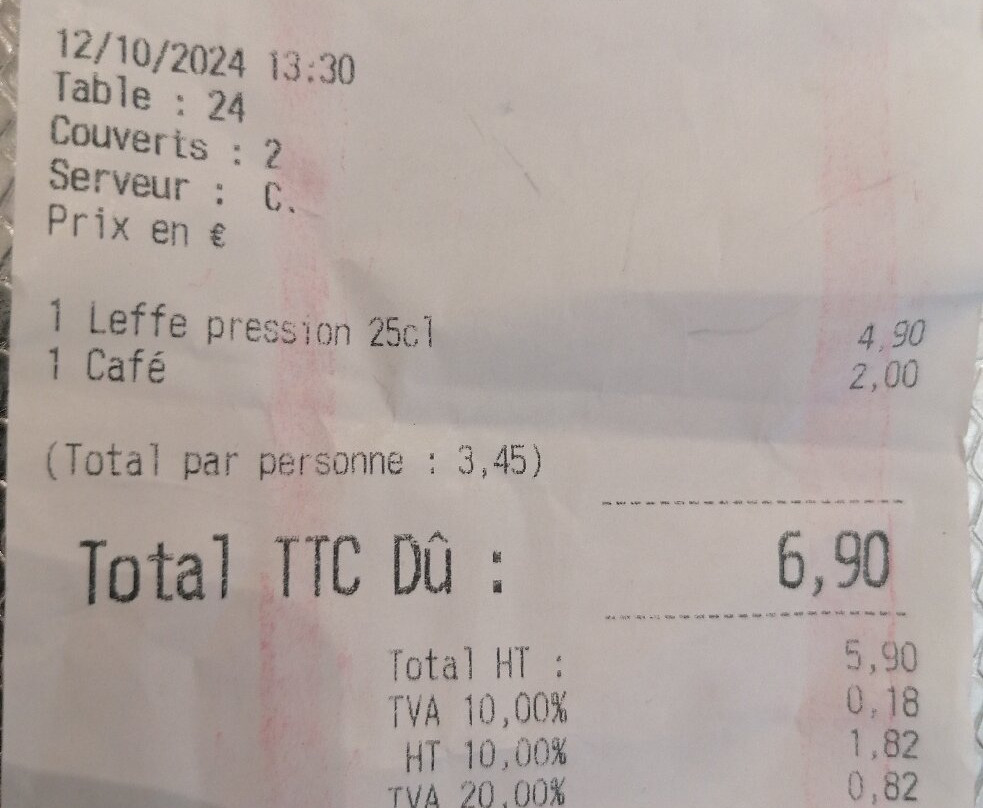 12/10/2024 13:30
Table : 24
Couverts : 2
Serveur : C.
Prix en €
1 Leffe pression 25cl 4,90
1 Café 2,00
(Total par personne : 3,45)
Total TTC Dû : 6,90
Total HT : 5,90
TVA 10,00% 0,18
HT 10,00% 1,82
TVA 20,00% 0,82